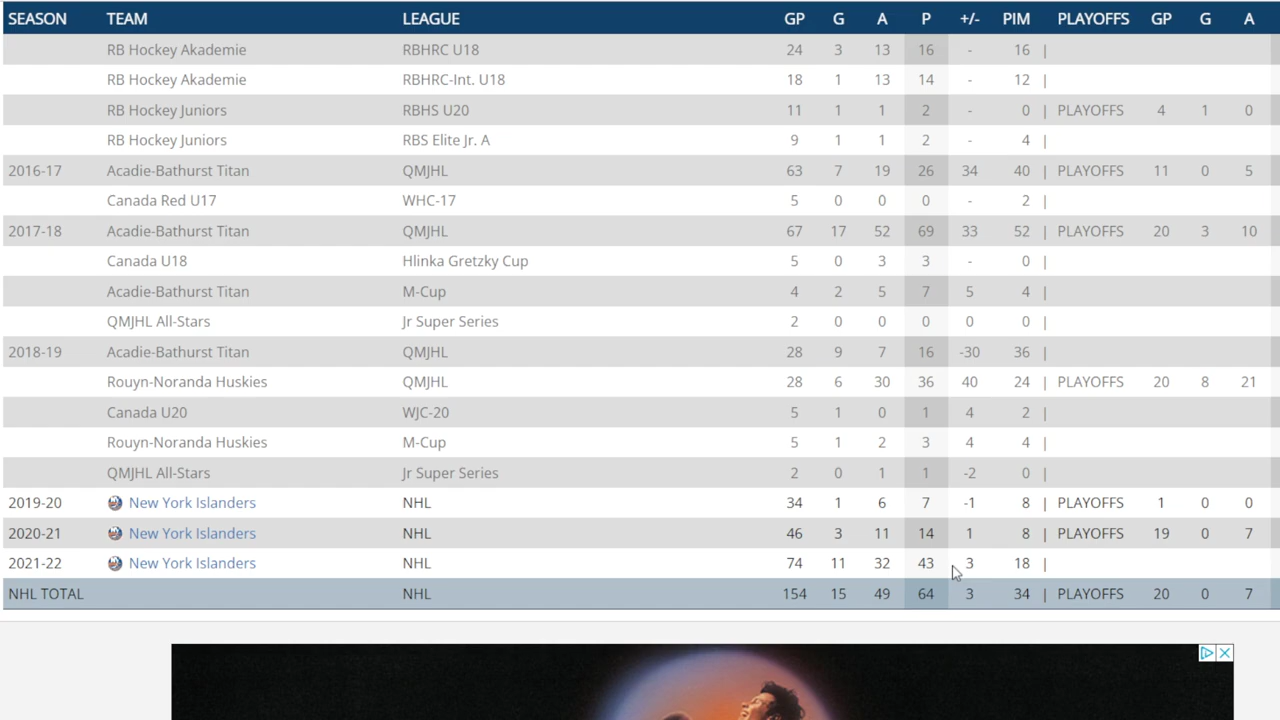 SEASON TEAM LEAGUE GP G A P +/- PIM PLAYOFFS GP G A
RB Hockey Akademie RBHRC U18 24 3 13 16 - 16 |
RB Hockey Akademie RBHRC-Int. U18 18 1 13 14 - 12 |
RB Hockey Juniors RBHS U20 11 1 1 2 - 0 | PLAYOFFS 4 1 0
RB Hockey Juniors RBS Elite Jr. A 9 1 1 2 - 4 |
2016-17 Acadie-Bathurst Titan QMJHL 63 7 19 26 34 40 | PLAYOFFS 11 0 5
Canada Red U17 WHC-17 5 0 0 0 - 2 |
2017-18 Acadie-Bathurst Titan QMJHL 67 17 52 69 33 52 | PLAYOFFS 20 3 10
Canada U18 Hlinka Gretzky Cup 5 0 3 3 - 0 |
Acadie-Bathurst Titan M-Cup 4 2 5 7 5 4 |
QMJHL All-Stars Jr Super Series 2 0 0 0 0 0 |
2018-19 Acadie-Bathurst Titan QMJHL 28 9 7 16 -30 36 |
Rouyn-Noranda Huskies QMJHL 28 6 30 36 40 24 | PLAYOFFS 20 8 21
Canada U20 WJC-20 5 1 0 1 4 2 |
Rouyn-Noranda Huskies M-Cup 5 1 2 3 4 4 |
QMJHL All-Stars Jr Super Series 2 0 1 1 -2 0 |
2019-20 New York Islanders NHL 34 1 6 7 -1 8 | PLAYOFFS 1 0 0
2020-21 New York Islanders NHL 46 3 11 14 1 8 | PLAYOFFS 19 0 7
2021-22 New York Islanders NHL 74 11 32 43 3 18 |
NHL TOTAL NHL 154 15 49 64 3 34 | PLAYOFFS 20 0 7